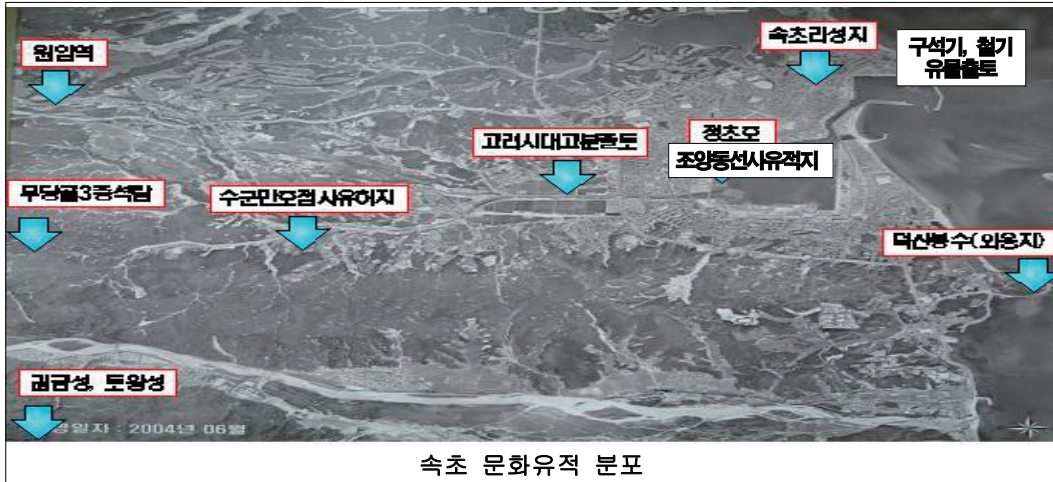 원암역
속초리성지
구석기, 철기
유물출토
고려시대고분출토
청초호
조양동선사유적지
무당골3층석탑
수군만호점사유허지
덕산봉수(외옹치)
권금성, 토왕성
영일자 : 2004년 06월
속초 문화유적 분포